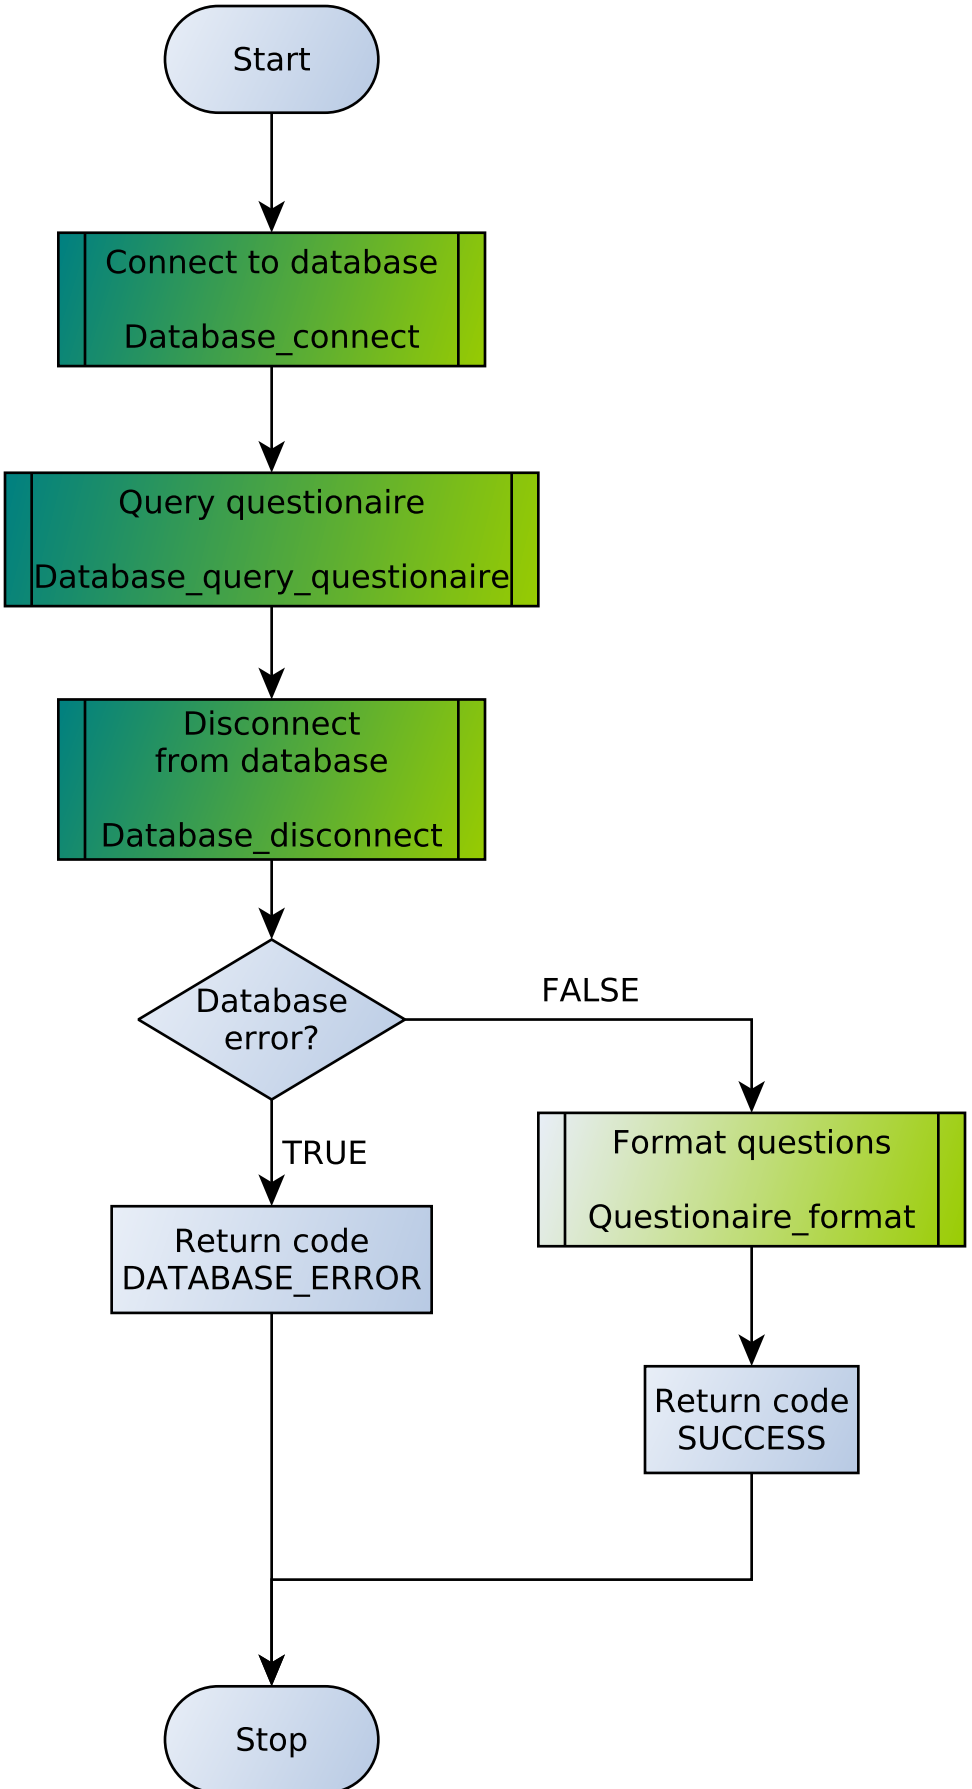 Start
Connect to database
Database_connect
Query questionaire
Database_query_questionaire
Disconnect
from database
Database_disconnect
Database
error?
FALSE
TRUE
Format questions
Questionaire_format
Return code
DATABASE_ERROR
Return code
SUCCESS
Stop